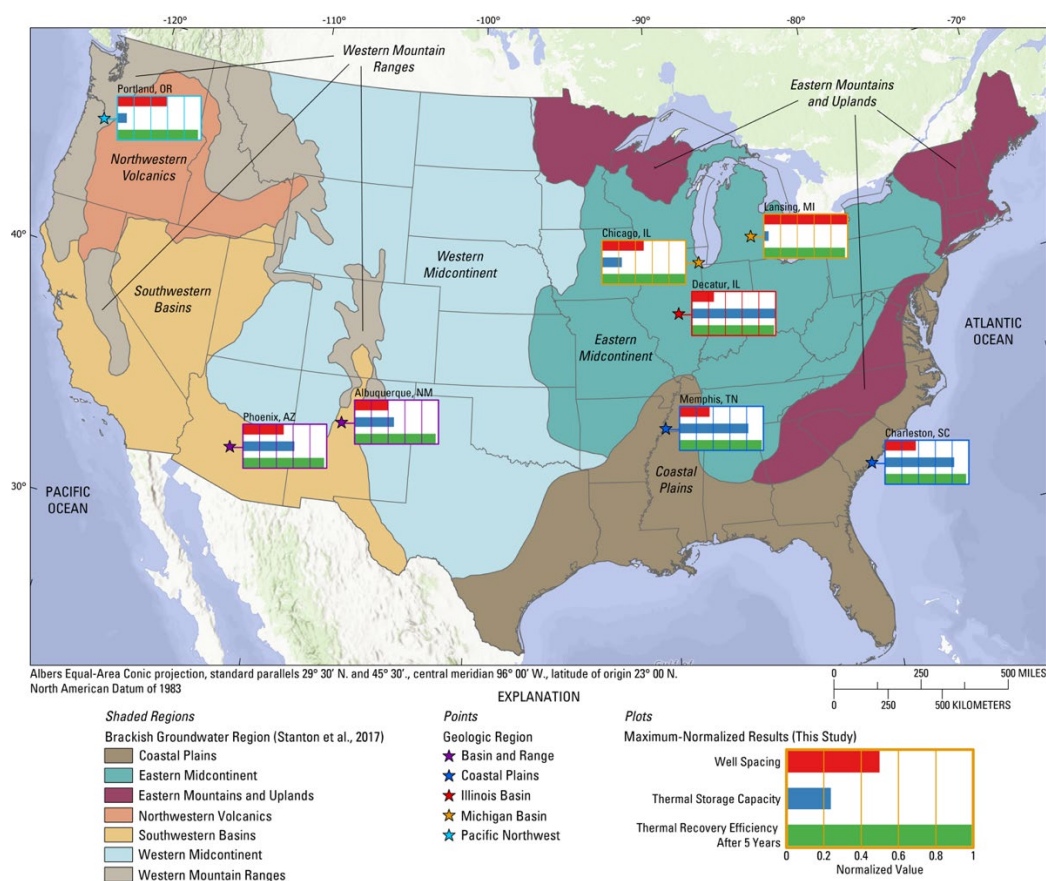 -120°
-110°
-100°
-90°
-80°
-70°
Western Mountain
Ranges
Eastern Mountains
and Uplands
Portland, OR
Northwestern
Volcanics
Lansing, MI
40°
Chicago, IL
Western
Midcontinent
Southwestern
Basins
Decatur, IL
ATLANTIC
OCEAN
Eastern
Midcontinent
Albuquerque, NM
Memphis, TN
Phoenix, AZ
Charleston, SC
Coastal
Plains
30°
PACIFIC
OCEAN
Albers Equal-Area Conic projection, standard parallels 29° 30' N. and 45° 30'., central meridian 96° 00' W., latitude of origin 23° 00' N.
North American Datum of 1983
0 250 500 MILES
0 250 500 KILOMETERS
EXPLANATION
Shaded Regions
Brackish Groundwater Region (Stanton et al., 2017)
Coastal Plains
Eastern Midcontinent
Eastern Mountains and Uplands
Northwestern Volcanics
Southwestern Basins
Western Midcontinent
Western Mountain Ranges
Points
Geologic Region
Basin and Range
Coastal Plains
Illinois Basin
Michigan Basin
Pacific Northwest
Plots
Maximum-Normalized Results (This Study)
Well Spacing
Thermal Storage Capacity
Thermal Recovery Efficiency
After 5 Years
0 0.2 0.4 0.6 0.8 1
Normalized Value